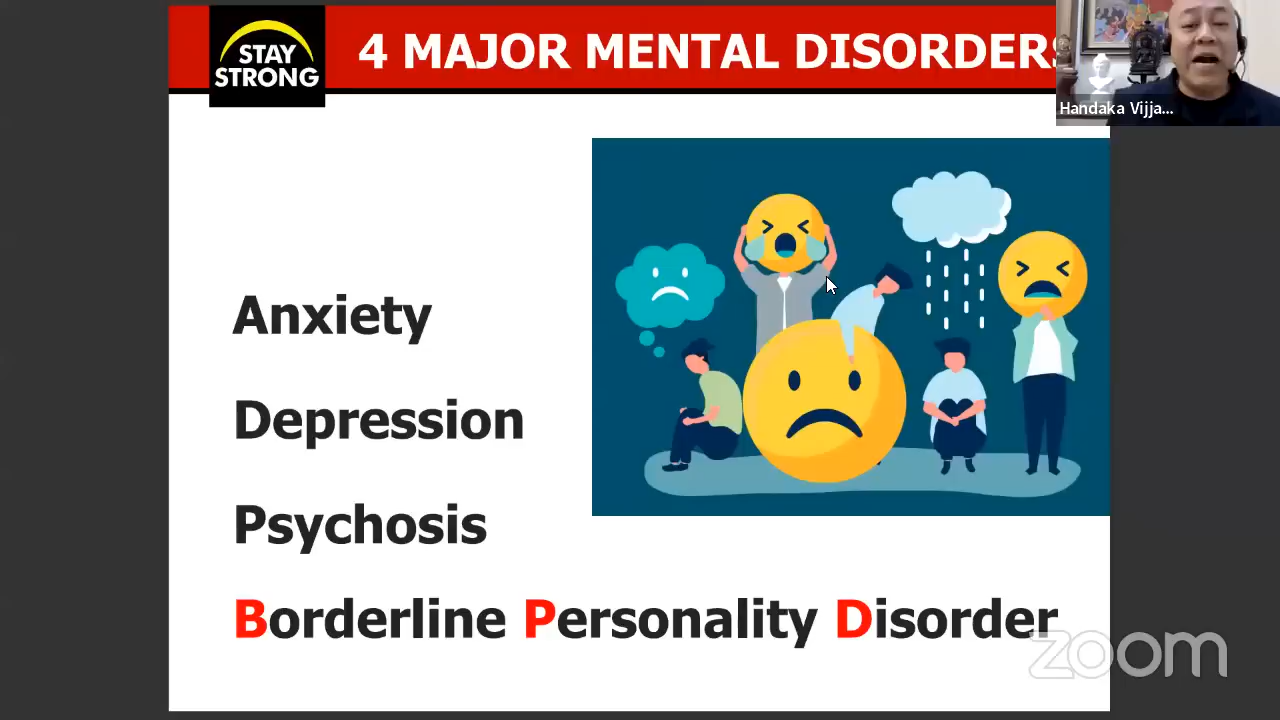 STAY
STRONG
4 MAJOR MENTAL DISORDERS
Handaka Vijja...
Anxiety
Depression
Psychosis
Borderline Personality Disorder
zoom